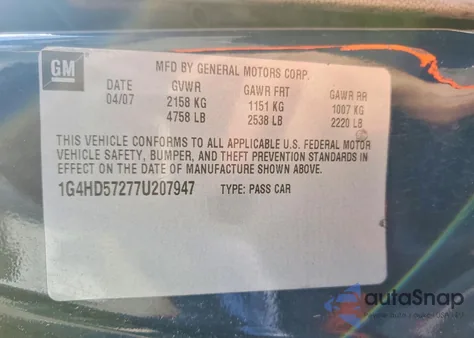 GM
MFD BY GENERAL MOTORS CORP.
DATE GVWR GAWR FRT GAWR RR
04/07 2158 KG 1151 KG 1007 KG
4758 LB 2538 LB 2220 LB
THIS VEHICLE CONFORMS TO ALL APPLICABLE U.S. FEDERAL MOTOR
VEHICLE SAFETY, BUMPER, AND THEFT PREVENTION STANDARDS IN
EFFECT ON THE DATE OF MANUFACTURE SHOWN ABOVE.
1G4HD57277U207947 TYPE: PASS CAR
autoSnap